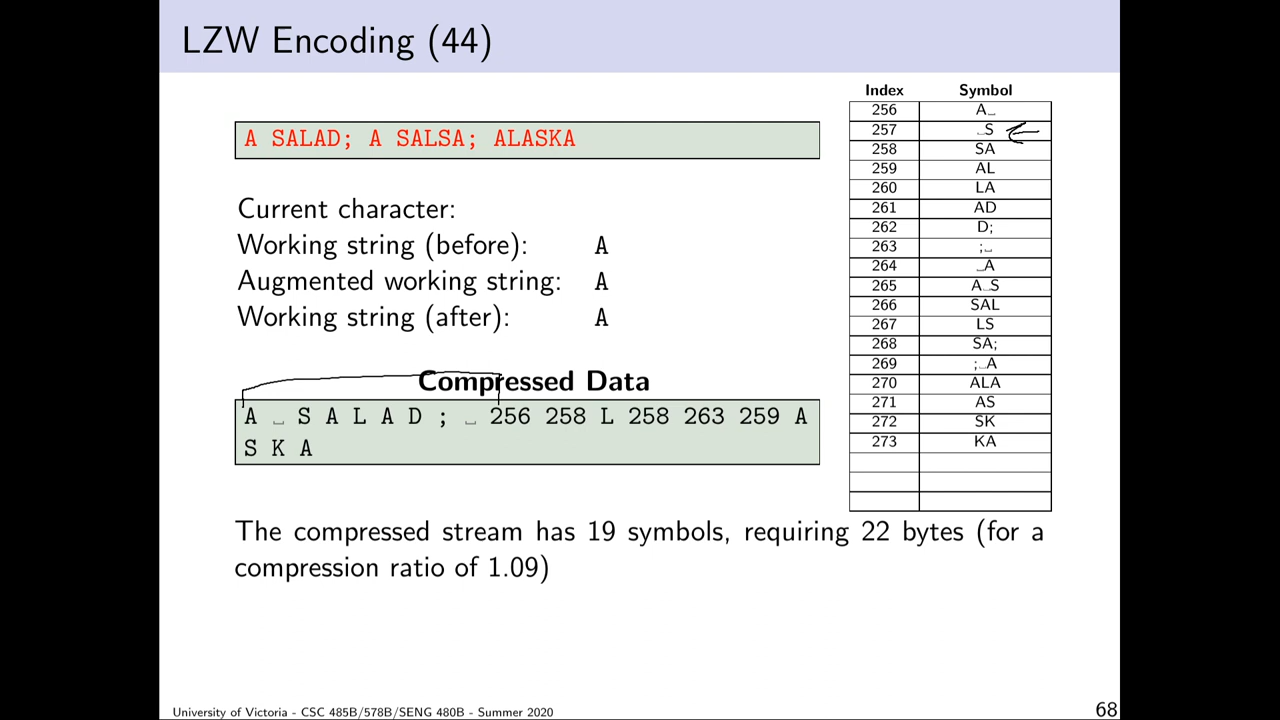 LZW Encoding (44)
A SALAD; A SALSA; ALASKA
Current character:
Working string (before): A
Augmented working string: A
Working string (after): A
Compressed Data
A ␣ S A L A D ; ␣ 256 258 L 258 263 259 A
S K A
The compressed stream has 19 symbols, requiring 22 bytes (for a
compression ratio of 1.09)
Index Symbol
256 A␣
257 ␣S
258 SA
259 AL
260 LA
261 AD
262 D;
263 ;␣
264 ␣A
265 A␣S
266 SAL
267 LS
268 SA;
269 ;␣A
270 ALA
271 AS
272 SK
273 KA
University of Victoria - CSC 485B/578B/SENG 480B - Summer 2020
68